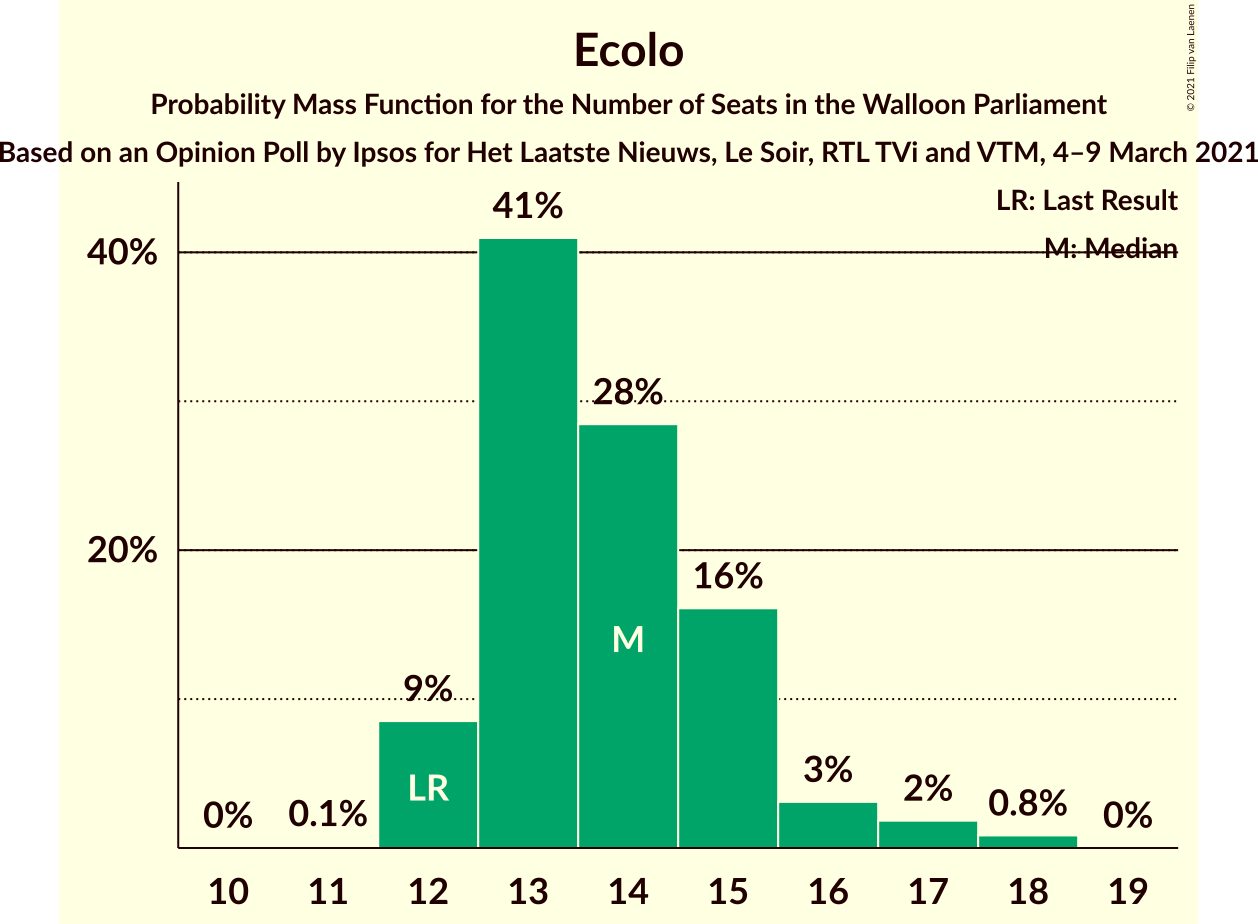 Ecolo
Probability Mass Function for the Number of Seats in the Walloon Parliament
Based on an Opinion Poll by Ipsos for Het Laatste Nieuws, Le Soir, RTL TVi and VTM, 4–9 March 2021
© 2021 Filip van Laenen
LR: Last Result
M: Median
40%
20%
41%
28%
16%
9%
3%
2%
0.8%
0%
0.1%
0%
M
LR
10 11 12 13 14 15 16 17 18 19